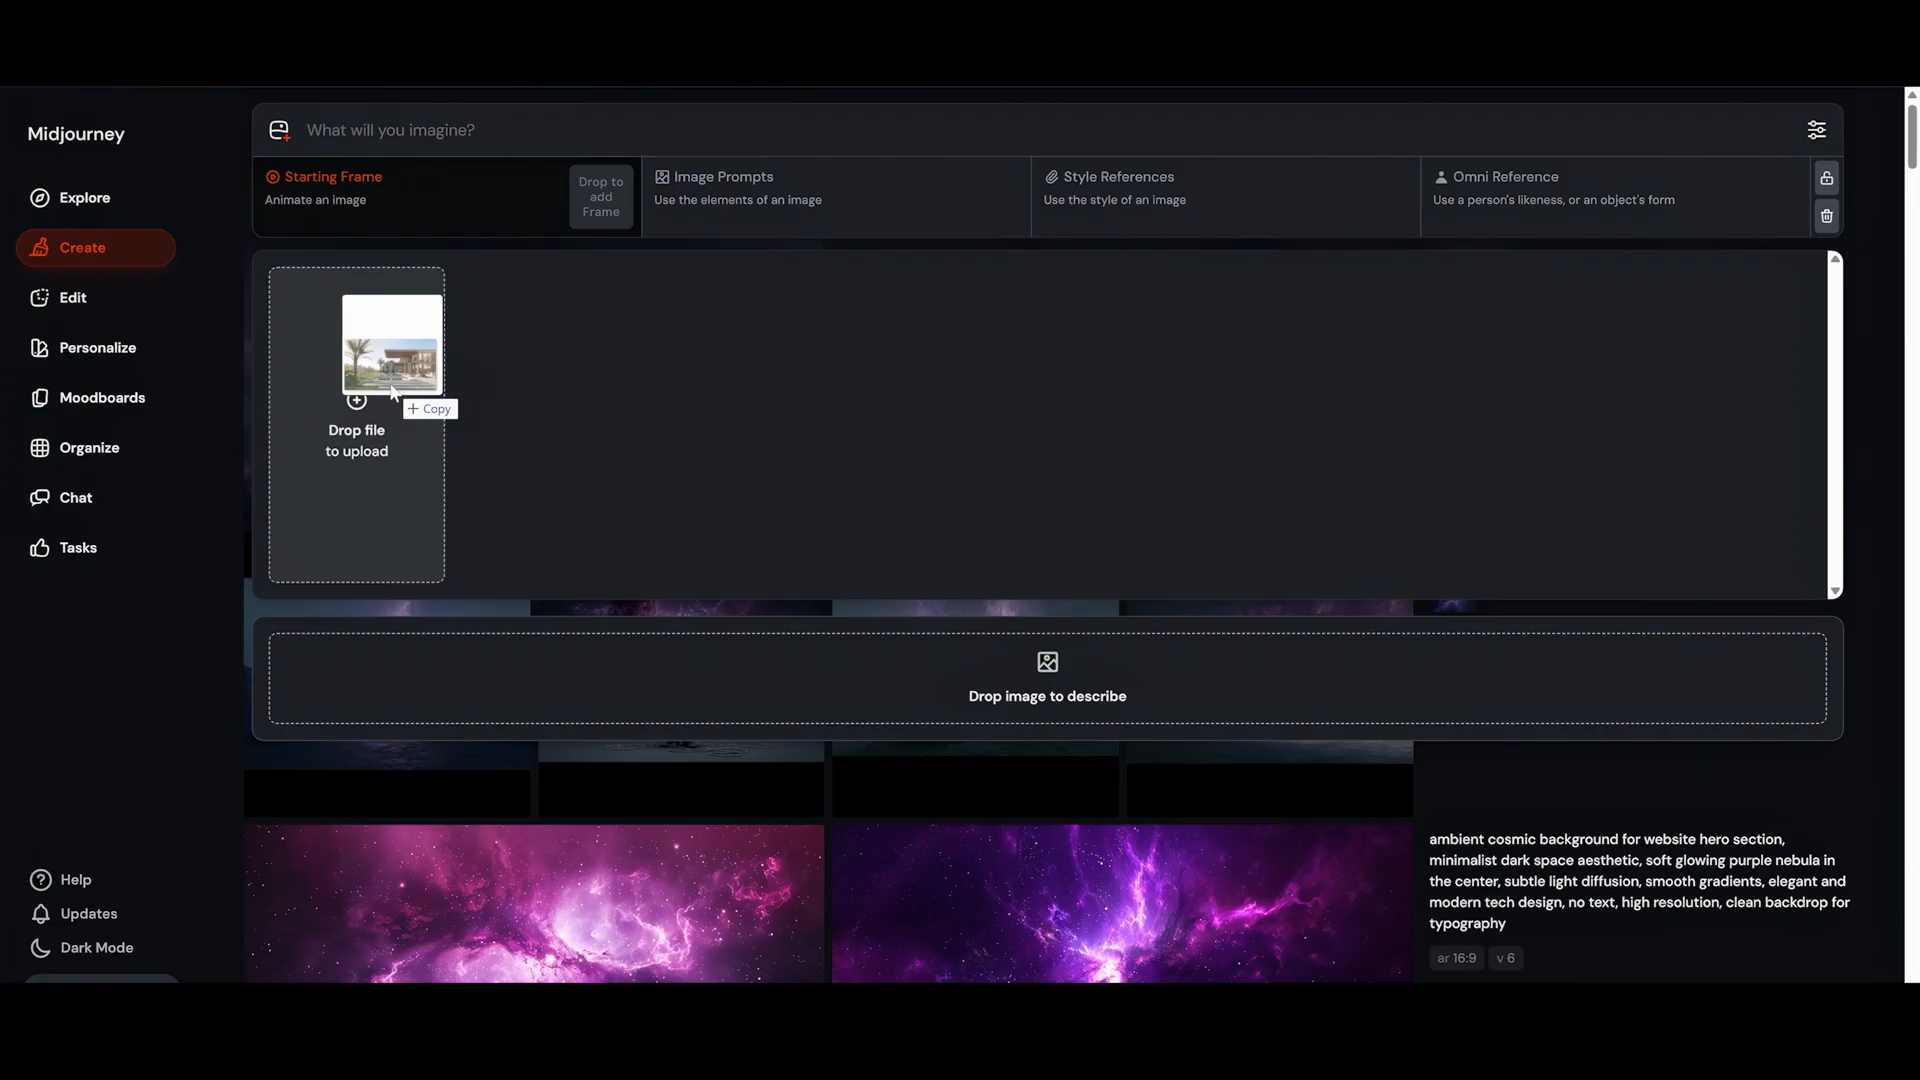 Midjourney
What will you imagine?
Starting Frame
Animate an image
Drop to
add
Frame
Image Prompts
Use the elements of an image
Style References
Use the style of an image
Omni Reference
Use a person's likeness, or an object's form
Explore
Create
Edit
Personalize
Moodboards
Organize
Chat
Tasks
Copy
Drop file
to upload
Drop image to describe
ambient cosmic background for website hero section,
minimalist dark space aesthetic, soft glowing purple nebula in
the center, subtle light diffusion, smooth gradients, elegant and
modern tech design, no text, high resolution, clean backdrop for
typography
ar 16:9
v 6
Help
Updates
Dark Mode